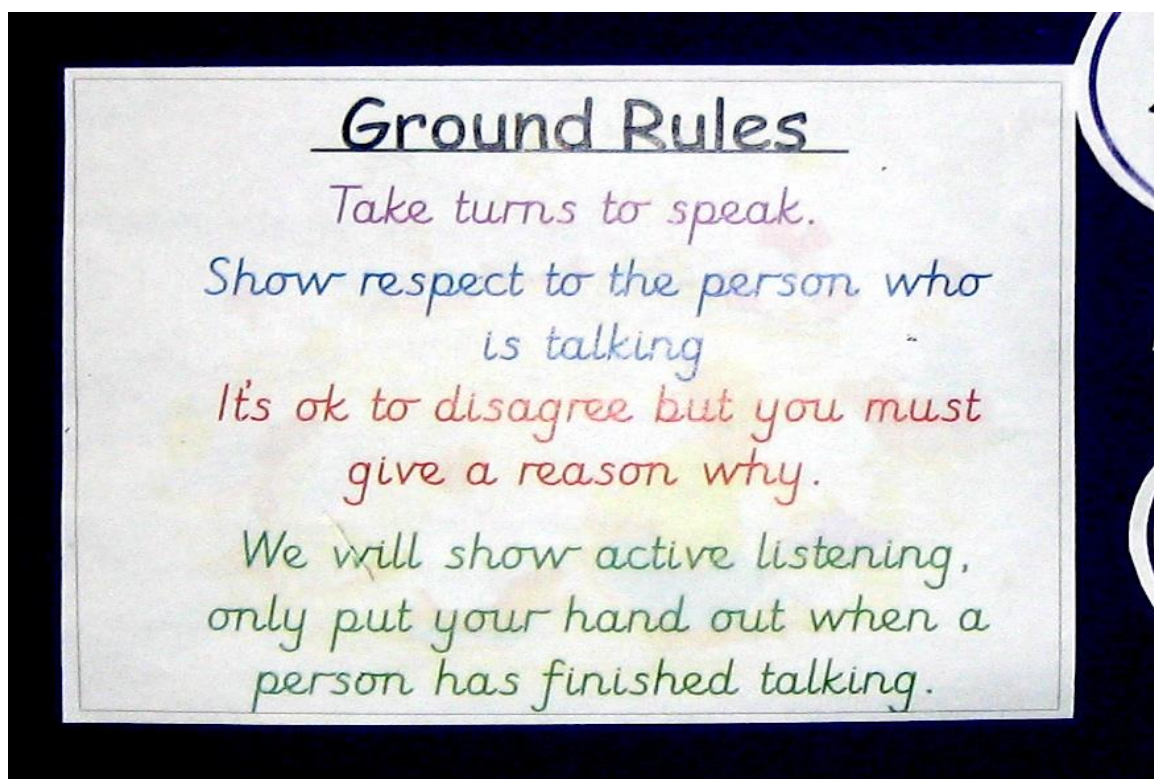 Ground Rules
Take turns to speak.
Show respect to the person who
is talking
It's ok to disagree but you must
give a reason why.
We will show active listening,
only put your hand out when a
person has finished talking.